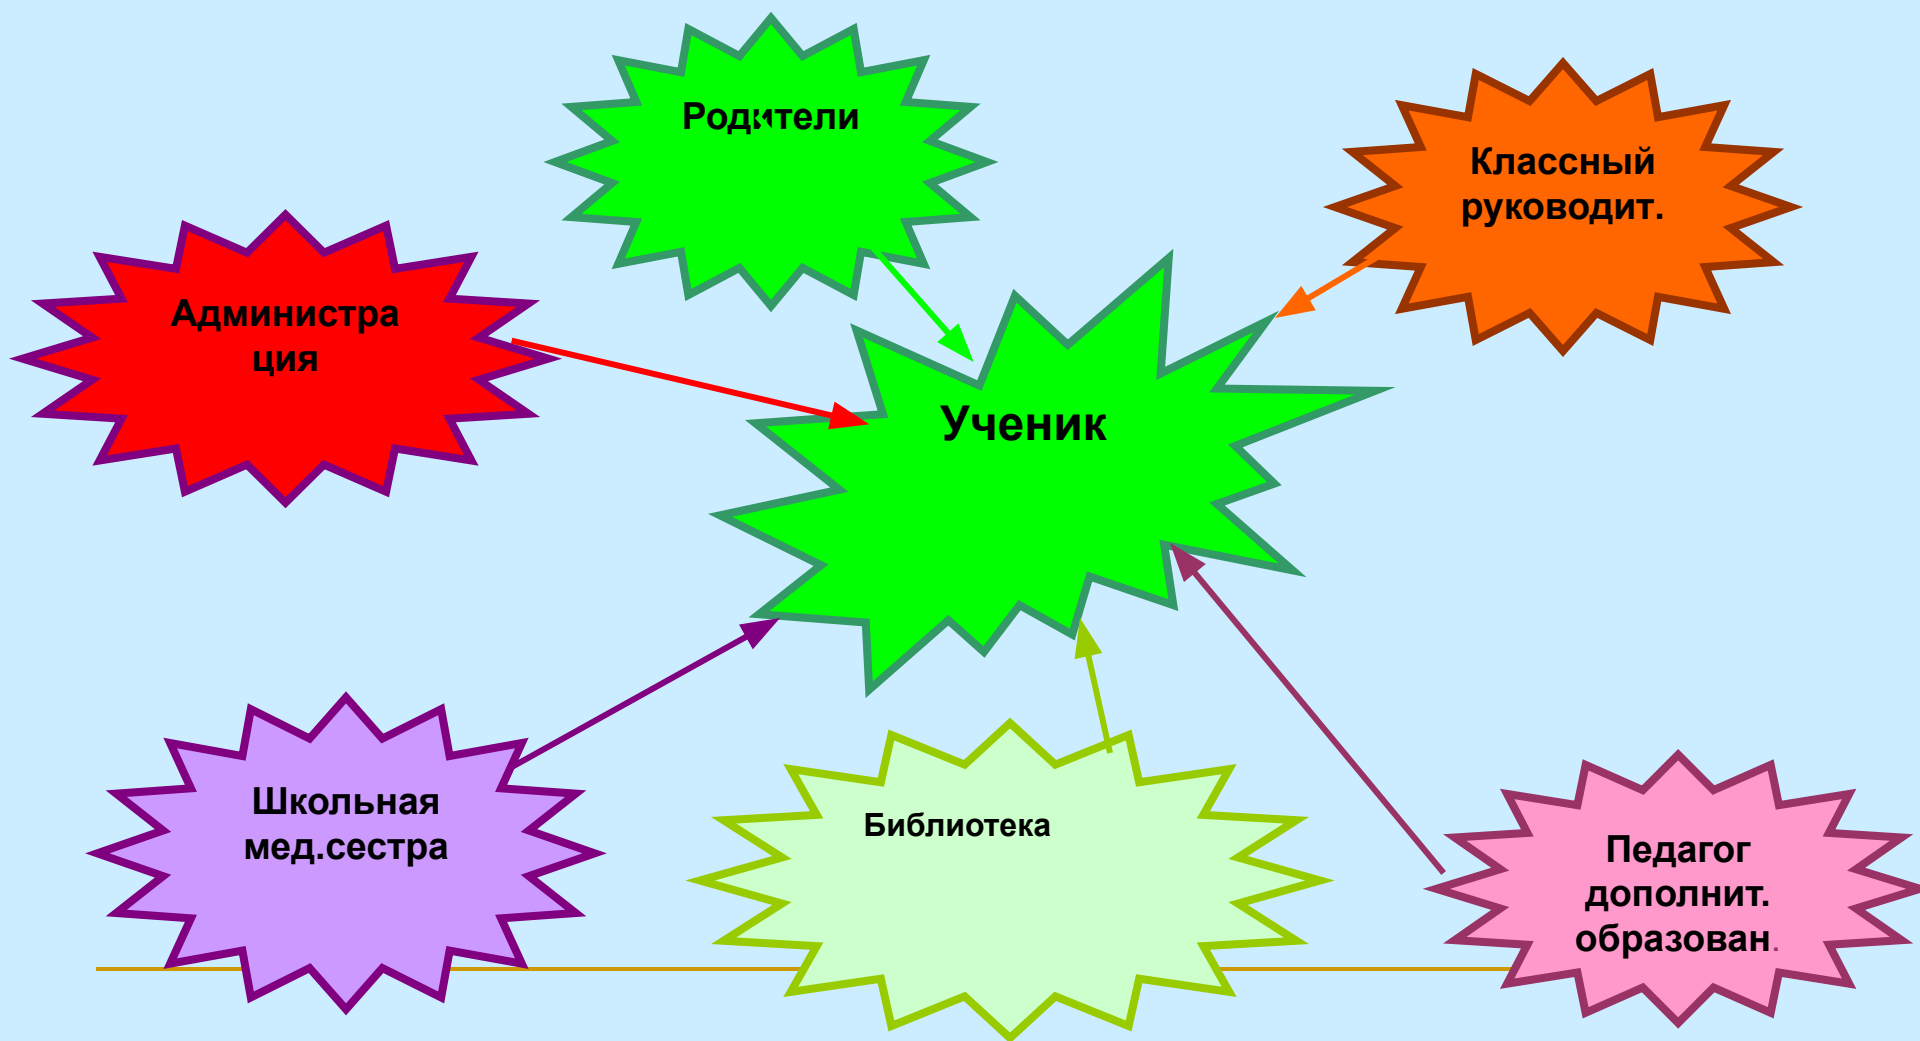 Родители
Классный
руководит.
Администра
ция
Ученик
Школьная
мед.сестра
Библиотека
Педагог
дополнит.
образован.